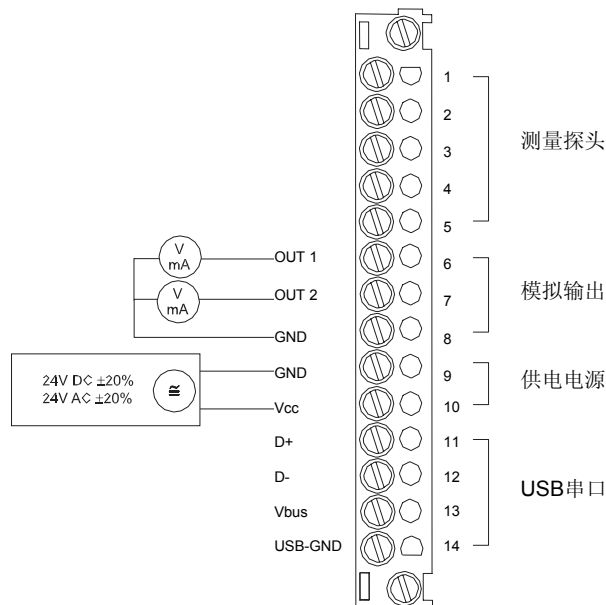 1
2
3
4
5
测量探头
V
mA
OUT 1
6
V
mA
OUT 2
7
模拟输出
GND
8
24V DC ±20%
24V AC ±20%
≅
GND
9
供电电源
Vcc
10
D+
11
D-
12
Vbus
13
USB串口
USB-GND
14